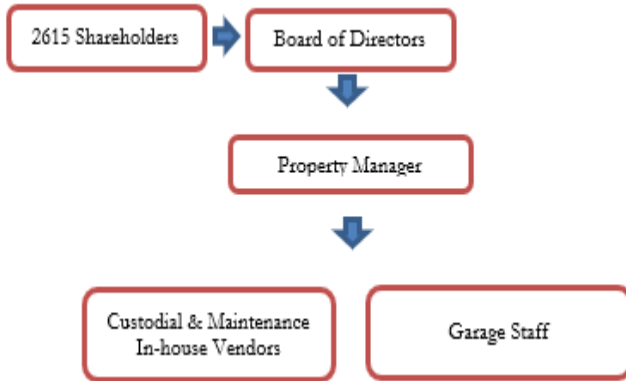 2615 Shareholders
Board of Directors
Property Manager
Custodial & Maintenance
In-house Vendors
Garage Staff